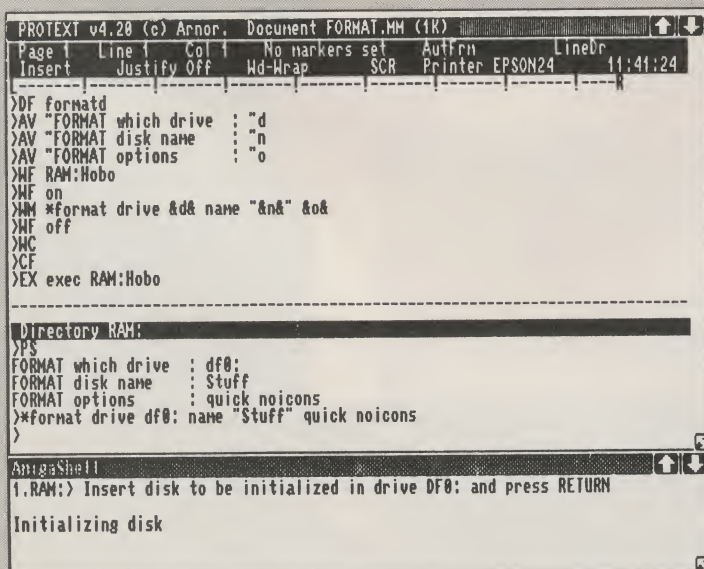 PROTEXT v4.20 (c) Arnor. Document FORMAT.MM (1K)
Page 1 Line 1 Col 1 No markers set AutFrm LineDr
Insert Justify Off Wd-Wrap SCR Printer EPSON24 11:41:24
R
>DF formatd
>AV "FORMAT which drive : "d
>AV "FORMAT disk name : "n
>AV "FORMAT options : "o
>WF RAM:Hobo
>WF on
>WM *format drive &d& name "&n&" &o&
>WF off
>WC
>CF
>EX exec RAM:Hobo
Directory RAM:
>PS
FORMAT which drive : df0:
FORMAT disk name : Stuff
FORMAT options : quick noicons
>*format drive df0: name "Stuff" quick noicons
>
AmigaShell
1.RAM:> Insert disk to be initialized in drive DF0: and press RETURN
Initializing disk